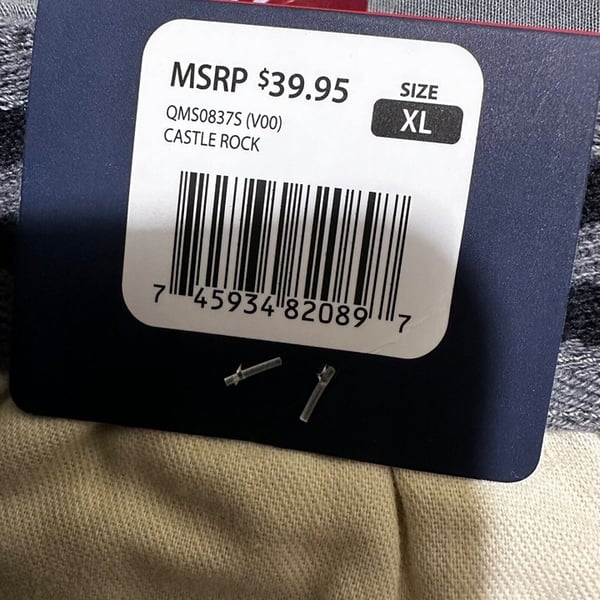 MSRP $39.95
SIZE
XL
QMS0837S (V00)
CASTLE ROCK
7 45934 82089 7